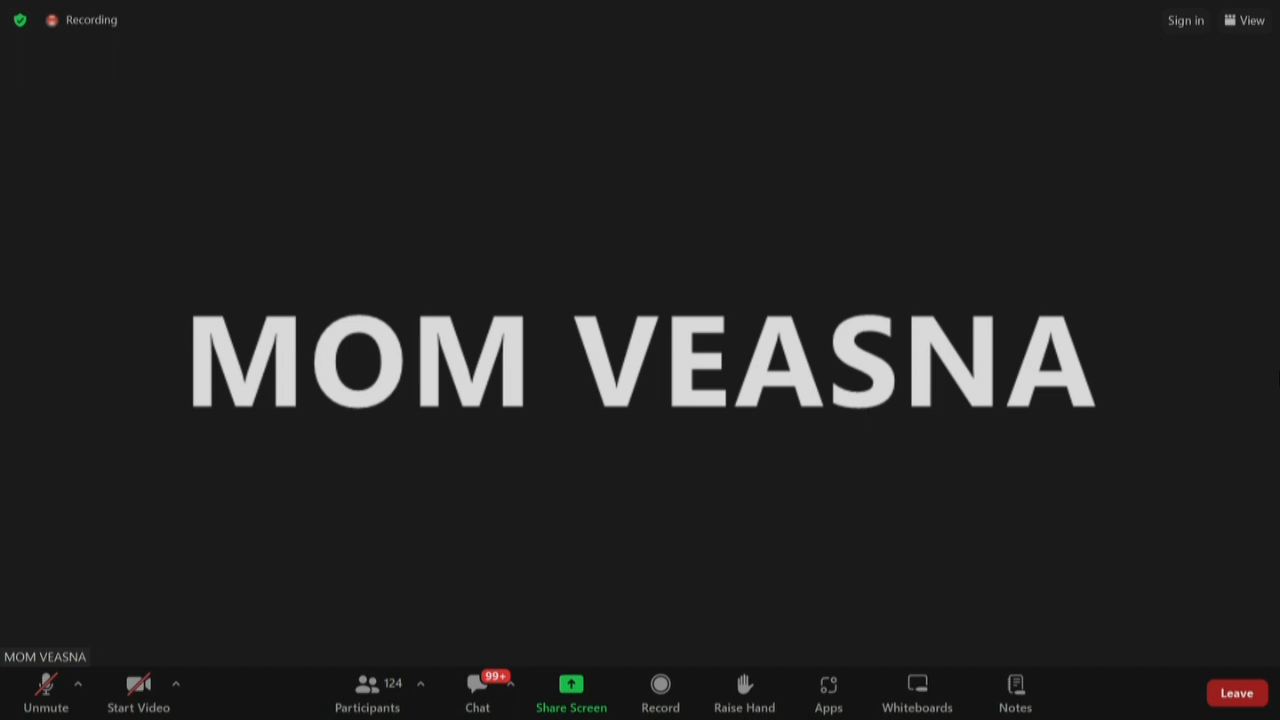 Recording
Sign in
View
MOM VEASNA
MOM VEASNA
Unmute
Start Video
124
Participants
99+
Chat
Share Screen
Record
Raise Hand
Apps
Whiteboards
Notes
Leave